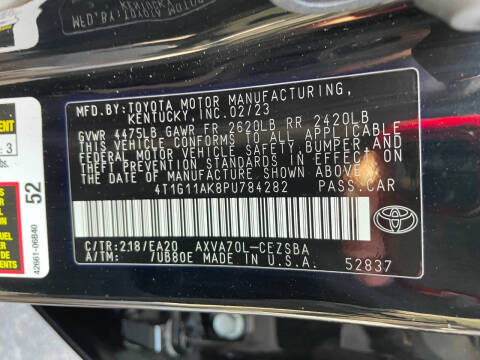 MFD. BY: TOYOTA MOTOR MANUFACTURING,
KENTUCKY, INC. 02/23
GVWR 4475LB GAWR FR 2620LB RR 2420LB
THIS VEHICLE CONFORMS TO ALL APPLICABLE
FEDERAL MOTOR VEHICLE SAFETY, BUMPER, AND
THEFT PREVENTION STANDARDS IN EFFECT ON
THE DATE OF MANUFACTURE SHOWN ABOVE.
4T1G11AK8PU784282 PASS. CAR
C/TR: 218/EA20 AXVA70L-CEZSBA
A/TM: /U880E MADE IN U.S.A.
52837
52
42661-06B40
3